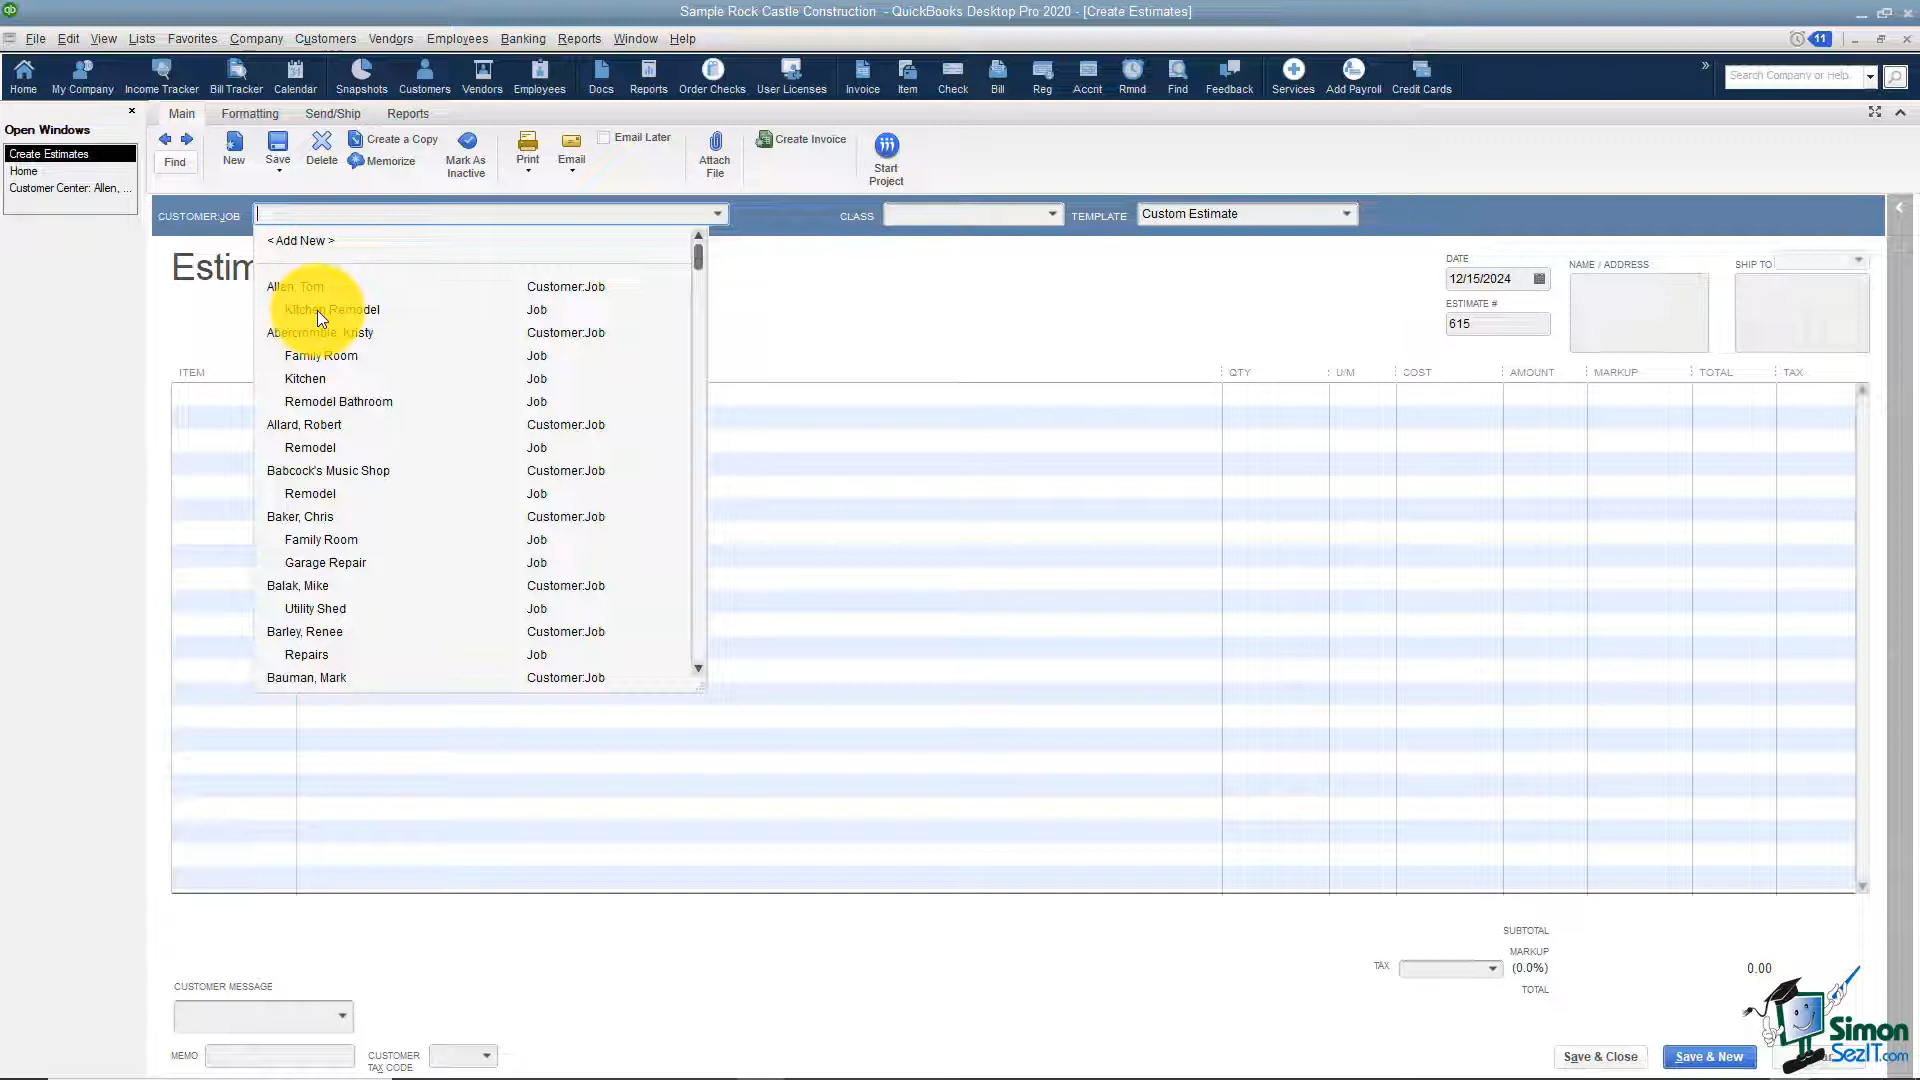 Sample Rock Castle Construction - QuickBooks Desktop Pro 2020 - [Create Estimates]
File Edit View Lists Favorites Company Customers Vendors Employees Banking Reports Window Help
11
Home My Company Income Tracker Bill Tracker Calendar Snapshots Customers Vendors Employees Docs Reports Order Checks User Licenses Invoice Item Check Bill Reg Accnt Rmnd Find Feedback Services Add Payroll Credit Cards
Search Company or Help
Main Formatting Send/Ship Reports
Open Windows
Create Estimates
Home
Customer Center: Allen, ...
Find New Save Delete Create a Copy Memorize Mark As Inactive Print Email Email Later Attach File Create Invoice Start Project
CUSTOMER:JOB CLASS TEMPLATE Custom Estimate
< Add New >
Estim
Allen, Tom Customer:Job
Kitchen Remodel Job
Abercrombie, Kristy Customer:Job
Family Room Job
Kitchen Job
Remodel Bathroom Job
Allard, Robert Customer:Job
Remodel Job
Babcock's Music Shop Customer:Job
Remodel Job
Baker, Chris Customer:Job
Family Room Job
Garage Repair Job
Balak, Mike Customer:Job
Utility Shed Job
Barley, Renee Customer:Job
Repairs Job
Bauman, Mark Customer:Job
DATE
12/15/2024
ESTIMATE #
615
NAME / ADDRESS
SHIP TO
ITEM QTY U/M COST AMOUNT MARKUP TOTAL TAX
SUBTOTAL
MARKUP
TAX (0.0%) 0.00
TOTAL
CUSTOMER MESSAGE
MEMO
CUSTOMER TAX CODE
Save & Close Save & New
Simon
SezIT.com